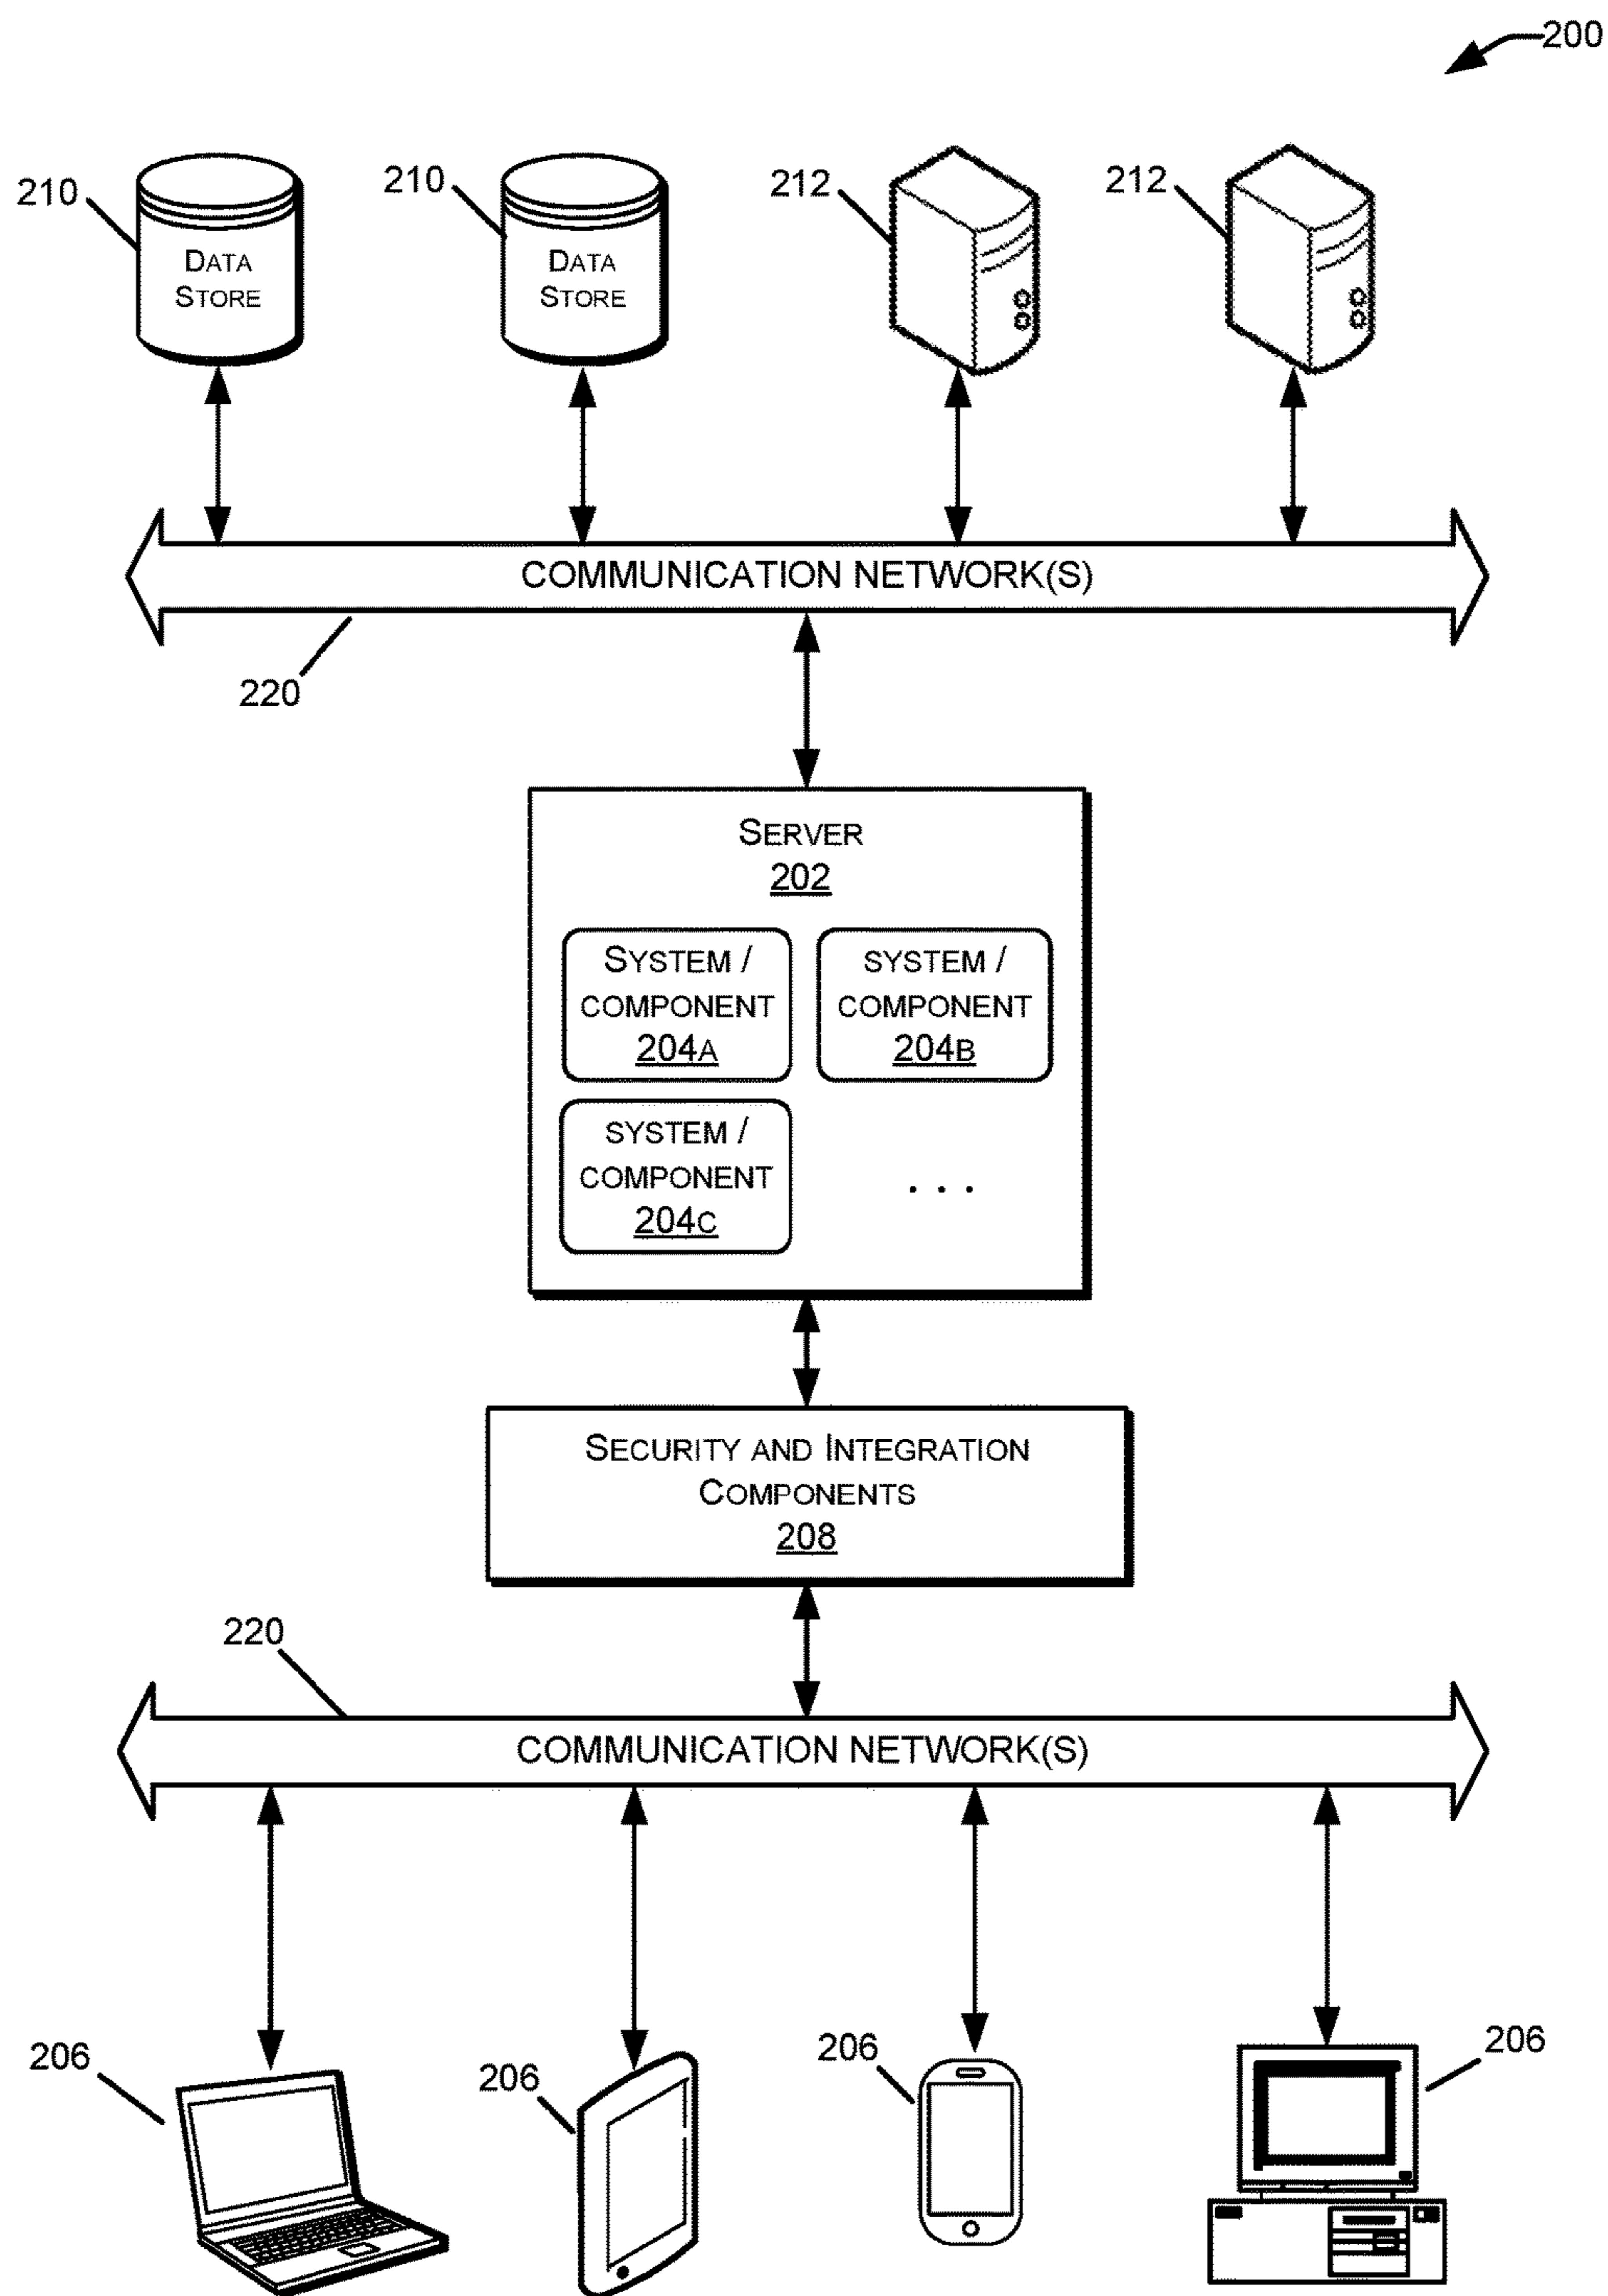 200
210
210
212
212
DATA
STORE
DATA
STORE
COMMUNICATION NETWORK(S)
220
SERVER
202
SYSTEM /
COMPONENT
204A
SYSTEM /
COMPONENT
204B
SYSTEM /
COMPONENT
204C
. . .
SECURITY AND INTEGRATION
COMPONENTS
208
220
COMMUNICATION NETWORK(S)
206
206
206
206